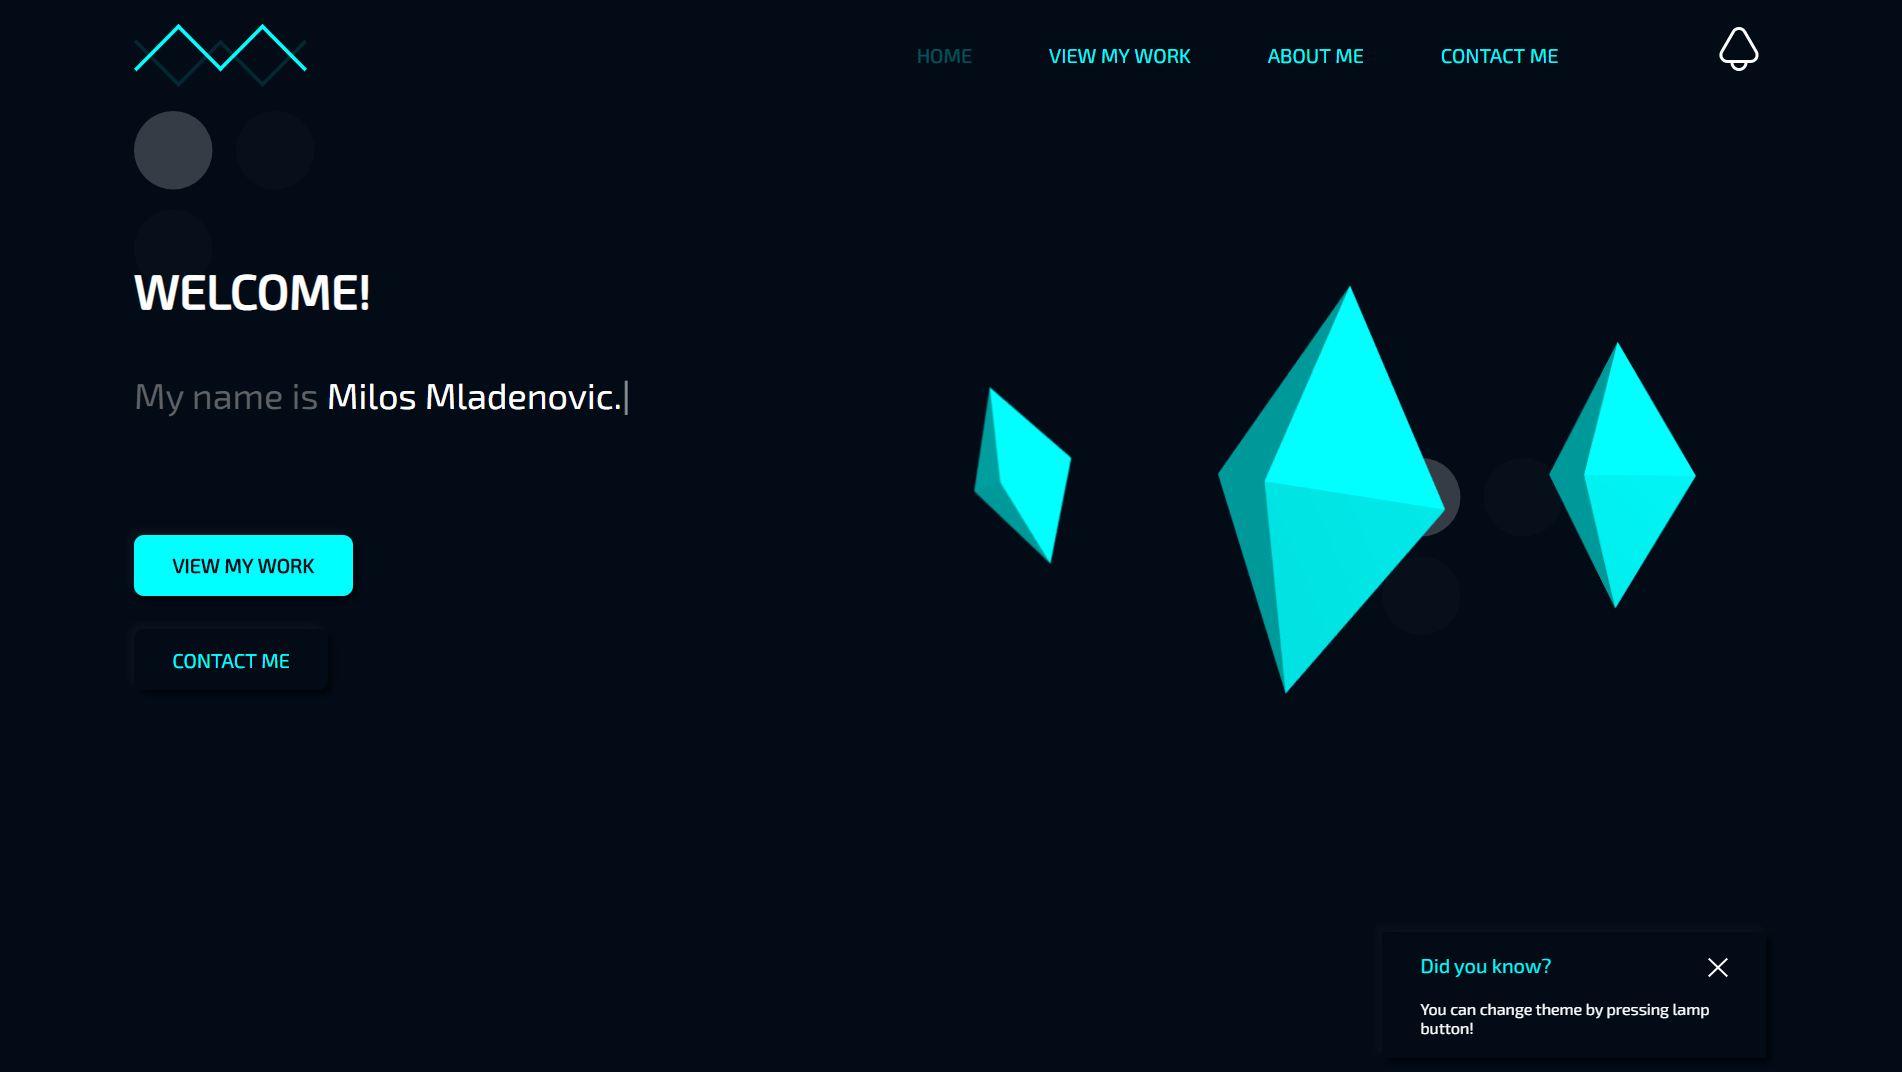 HOME
VIEW MY WORK
ABOUT ME
CONTACT ME
WELCOME!
My name is Milos Mladenovic.
VIEW MY WORK
CONTACT ME
Did you know?
You can change theme by pressing lamp
button!